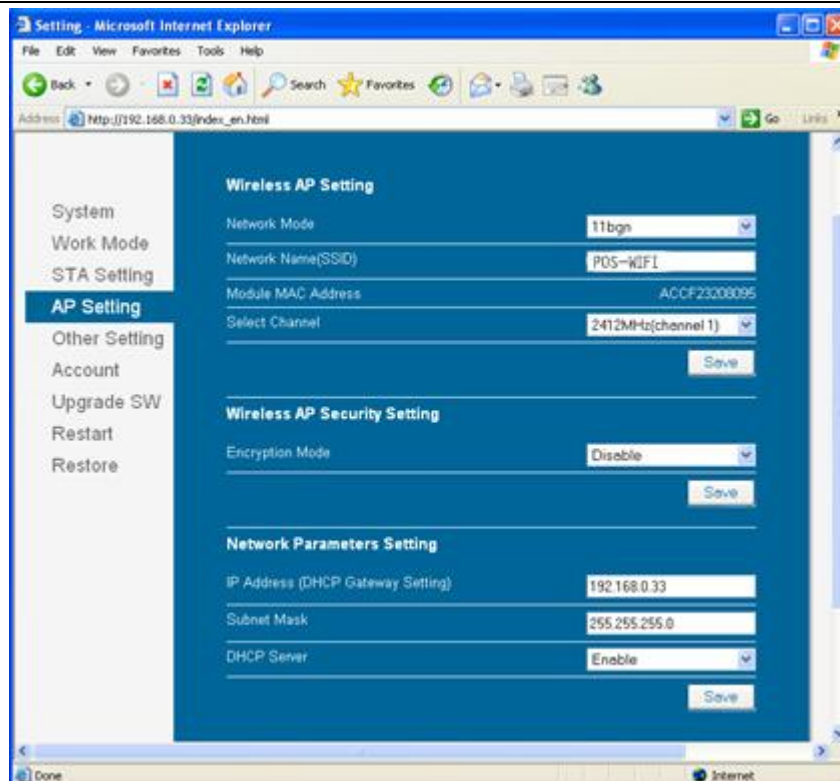 Setting - Microsoft Internet Explorer
File Edit View Favorites Tools Help
Back Search Favorites
Address http://192.168.0.33/index_en.html Go Links
System
Work Mode
STA Setting
AP Setting
Other Setting
Account
Upgrade SW
Restart
Restore
Wireless AP Setting
Network Mode 11bgn
Network Name(SSID) POS-WIFI
Module MAC Address ACCF23208095
Select Channel 2412MHz(channel 1)
Save
Wireless AP Security Setting
Encryption Mode Disable
Save
Network Parameters Setting
IP Address (DHCP Gateway Setting) 192.168.0.33
Subnet Mask 255.255.255.0
DHCP Server Enable
Save
Done Internet